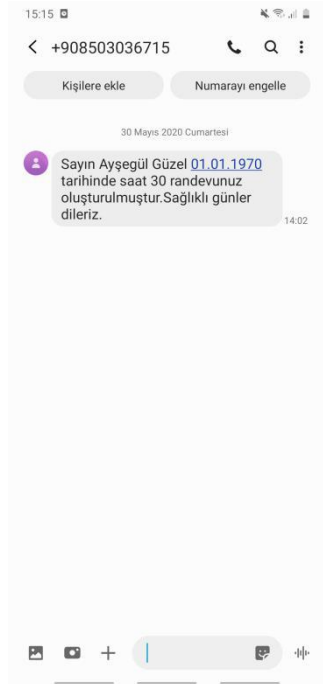 15:15
+908503036715
Kişilere ekle
Numarayı engelle
30 Mayıs 2020 Cumartesi
Sayın Ayşegül Güzel 01.01.1970
tarihinde saat 30 randevunuz
oluşturulmuştur.Sağlıklı günler
dileriz.
14:02